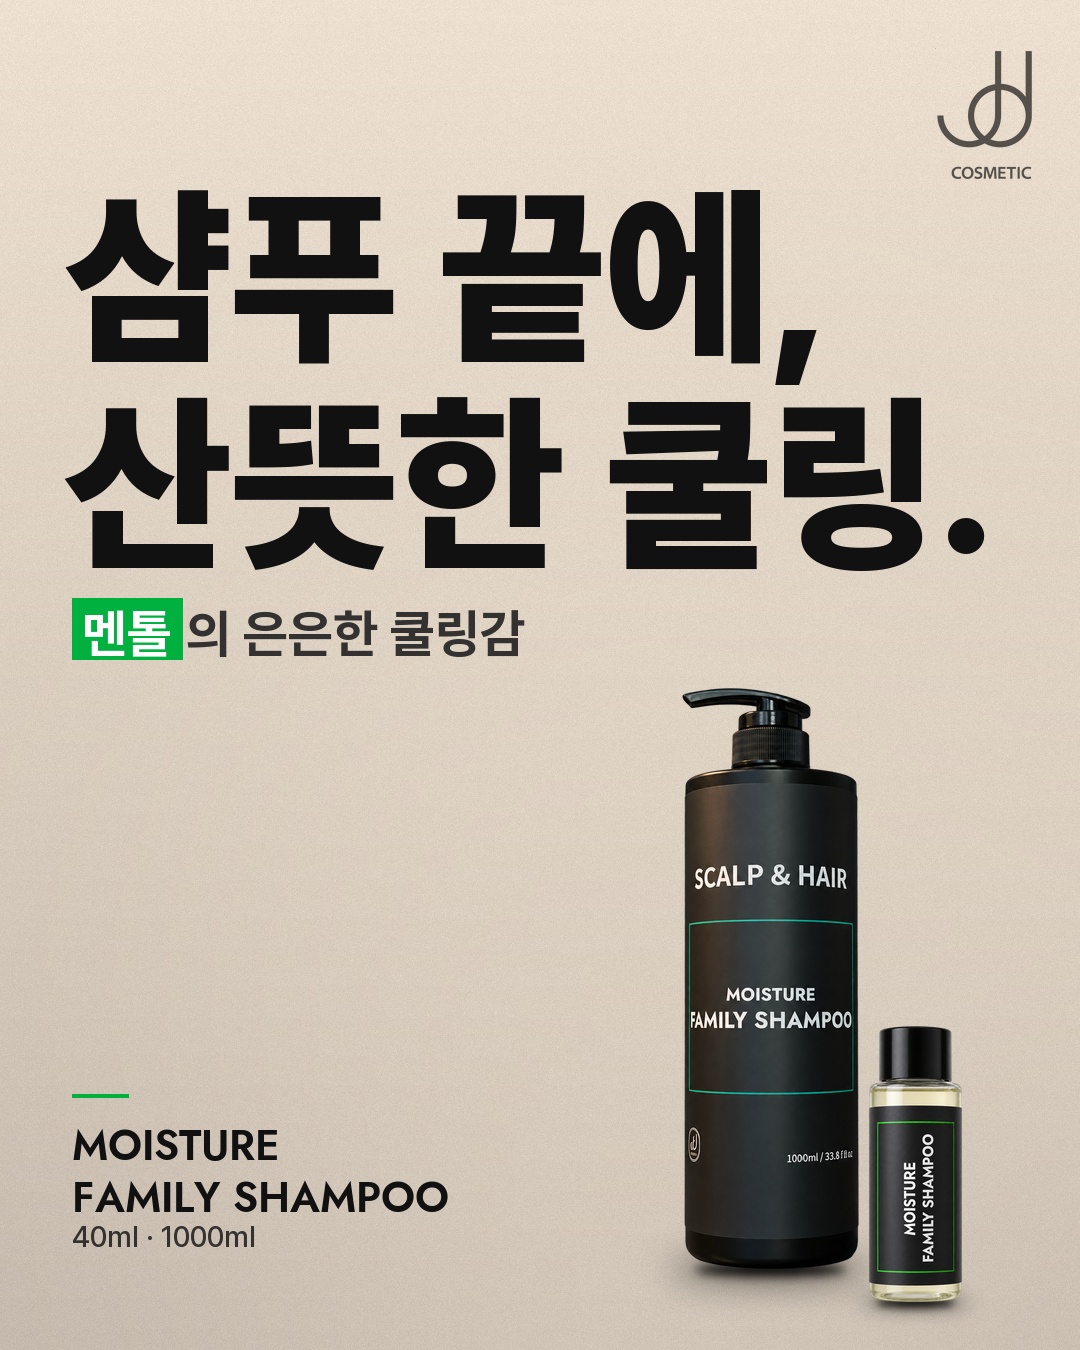 COSMETIC
샴푸 끝에,
산뜻한 쿨링.
멘톨의 은은한 쿨링감
SCALP & HAIR
MOISTURE
FAMILY SHAMPOO
1000ml / 33.8 fl oz
MOISTURE
FAMILY SHAMPOO
MOISTURE
FAMILY SHAMPOO
40ml · 1000ml